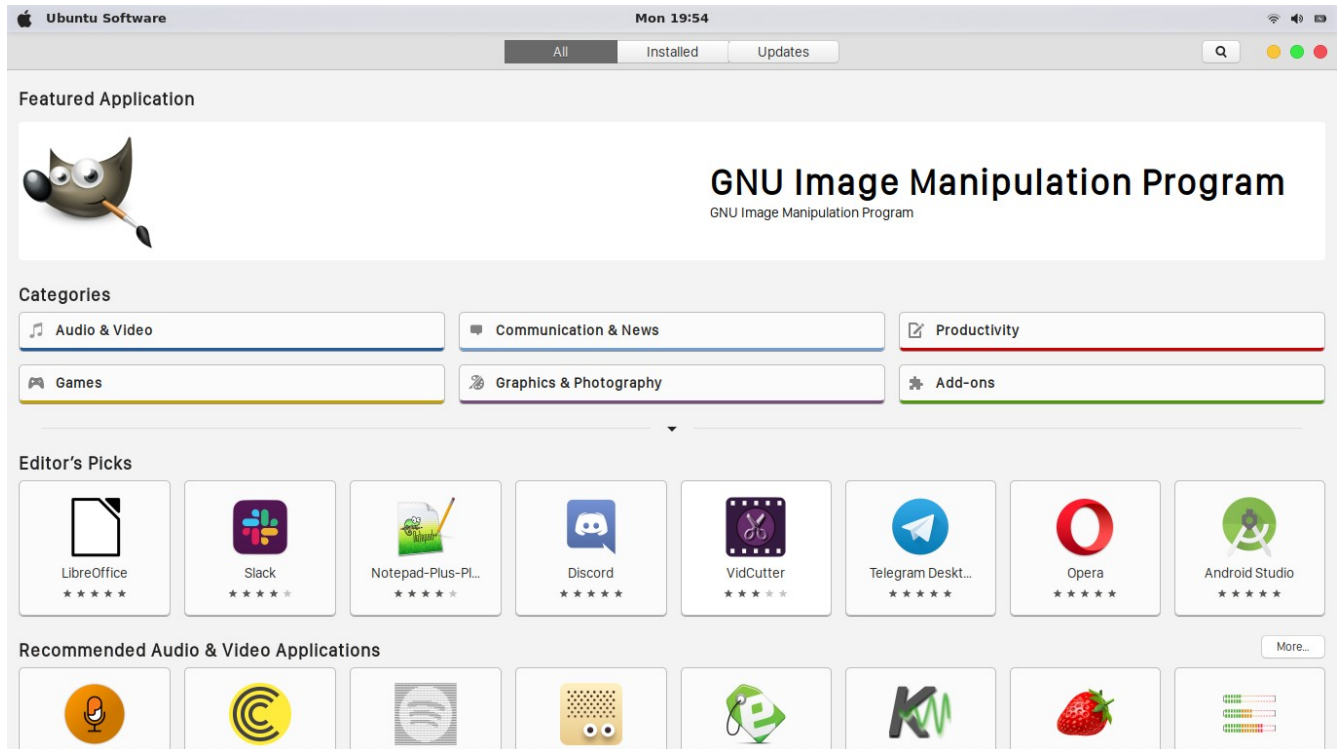 Ubuntu Software Mon 19:54
All Installed Updates
Featured Application
GNU Image Manipulation Program
GNU Image Manipulation Program
Categories
Audio & Video Communication & News Productivity
Games Graphics & Photography Add-ons
Editor's Picks
LibreOffice Slack Notepad-Plus-Pl... Discord VidCutter Telegram Deskt... Opera Android Studio
Recommended Audio & Video Applications More...